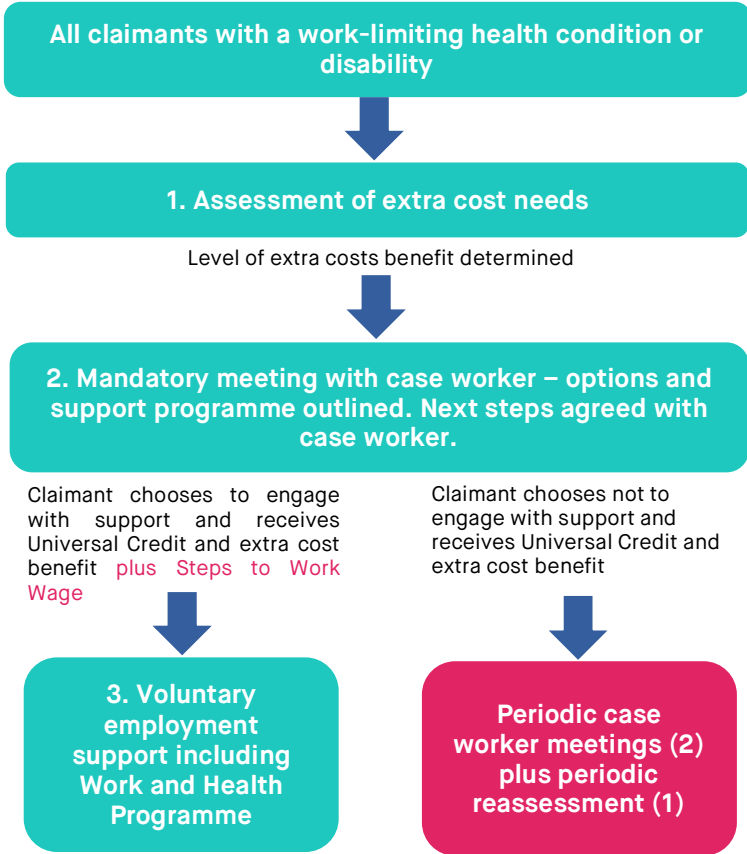 All claimants with a work-limiting health condition or
disability
1. Assessment of extra cost needs
Level of extra costs benefit determined
2. Mandatory meeting with case worker – options and
support programme outlined. Next steps agreed with
case worker.
Claimant chooses to engage
with support and receives
Universal Credit and extra cost
benefit plus Steps to Work
Wage
Claimant chooses not to
engage with support and
receives Universal Credit and
extra cost benefit
3. Voluntary
employment
support including
Work and Health
Programme
Periodic case
worker meetings (2)
plus periodic
reassessment (1)